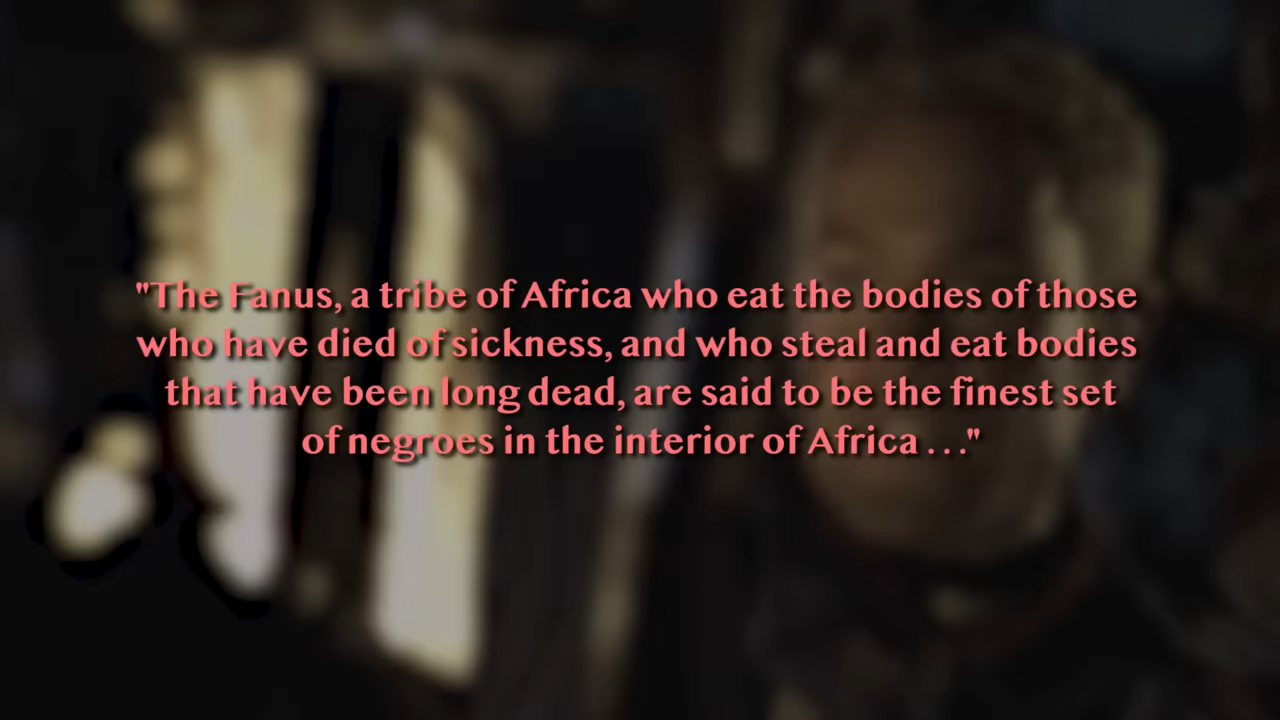 "The Fanus, a tribe of Africa who eat the bodies of those
who have died of sickness, and who steal and eat bodies
that have been long dead, are said to be the finest set
of negroes in the interior of Africa . . ."